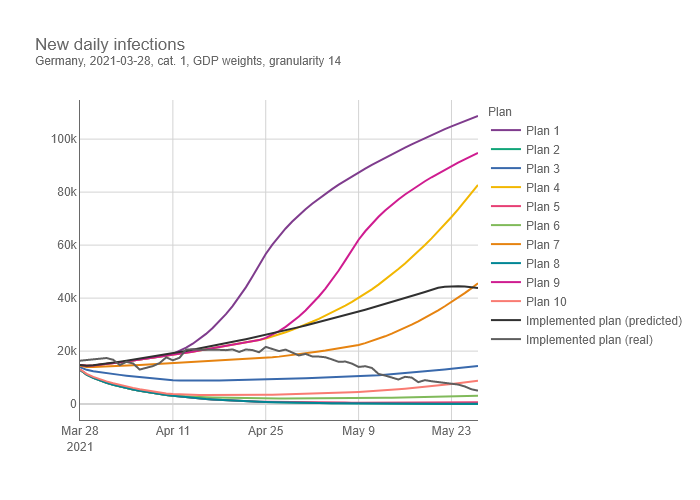 New daily infections
Germany, 2021-03-28, cat. 1, GDP weights, granularity 14
Plan
100k
80k
60k
40k
20k
0
Mar 28
2021
Apr 11
Apr 25
May 9
May 23
Plan 1
Plan 2
Plan 3
Plan 4
Plan 5
Plan 6
Plan 7
Plan 8
Plan 9
Plan 10
Implemented plan (predicted)
Implemented plan (real)